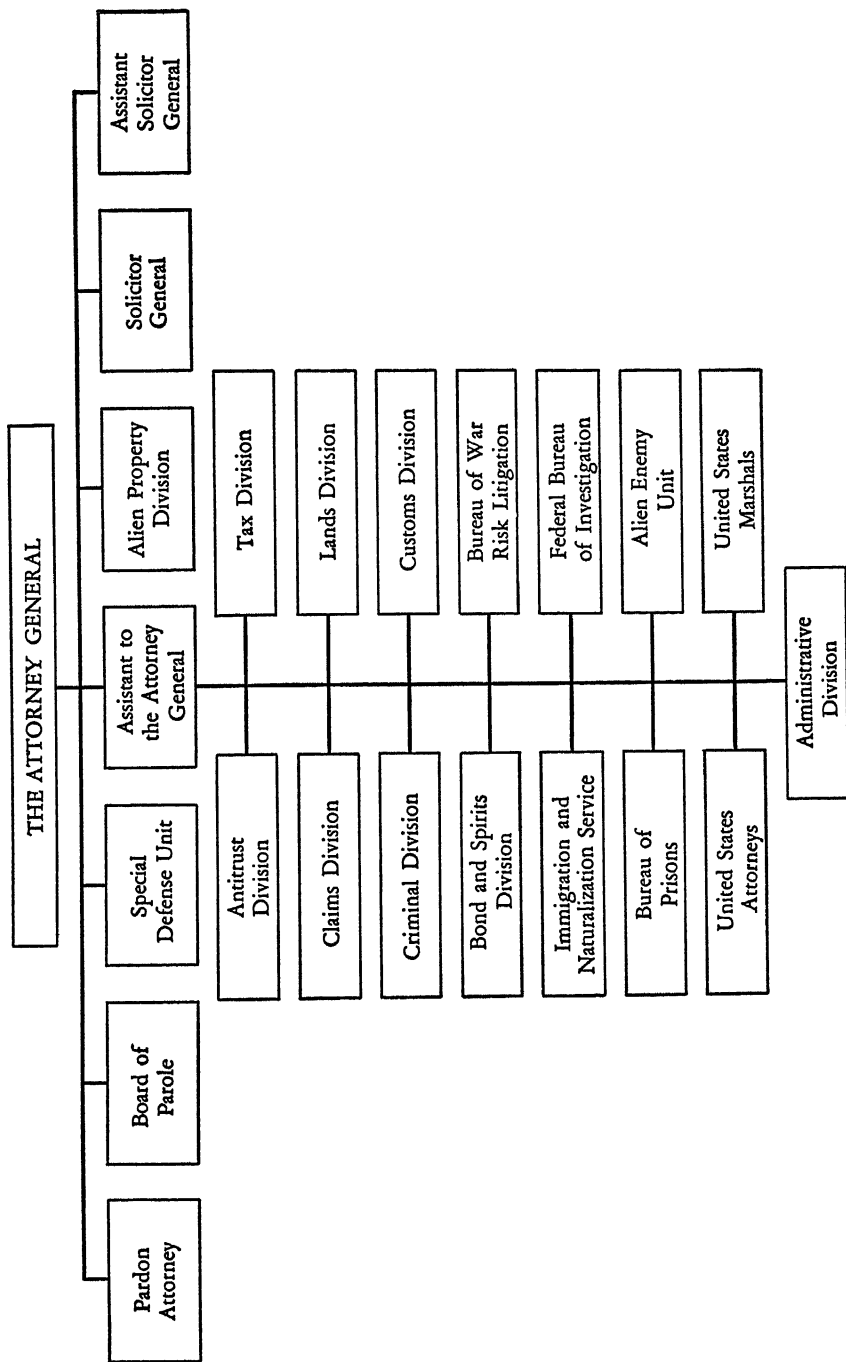 THE ATTORNEY GENERAL
Pardon
Attorney
Board of
Parole
Special
Defense Unit
Assistant to
the Attorney
General
Alien Property
Division
Solicitor
General
Assistant
Solicitor
General
Antitrust
Division
Tax Division
Claims Division
Lands Division
Criminal Division
Customs Division
Bond and Spirits
Division
Bureau of War
Risk Litigation
Immigration and
Naturalization Service
Federal Bureau
of Investigation
Bureau of
Prisons
Alien Enemy
Unit
United States
Attorneys
United States
Marshals
Administrative
Division